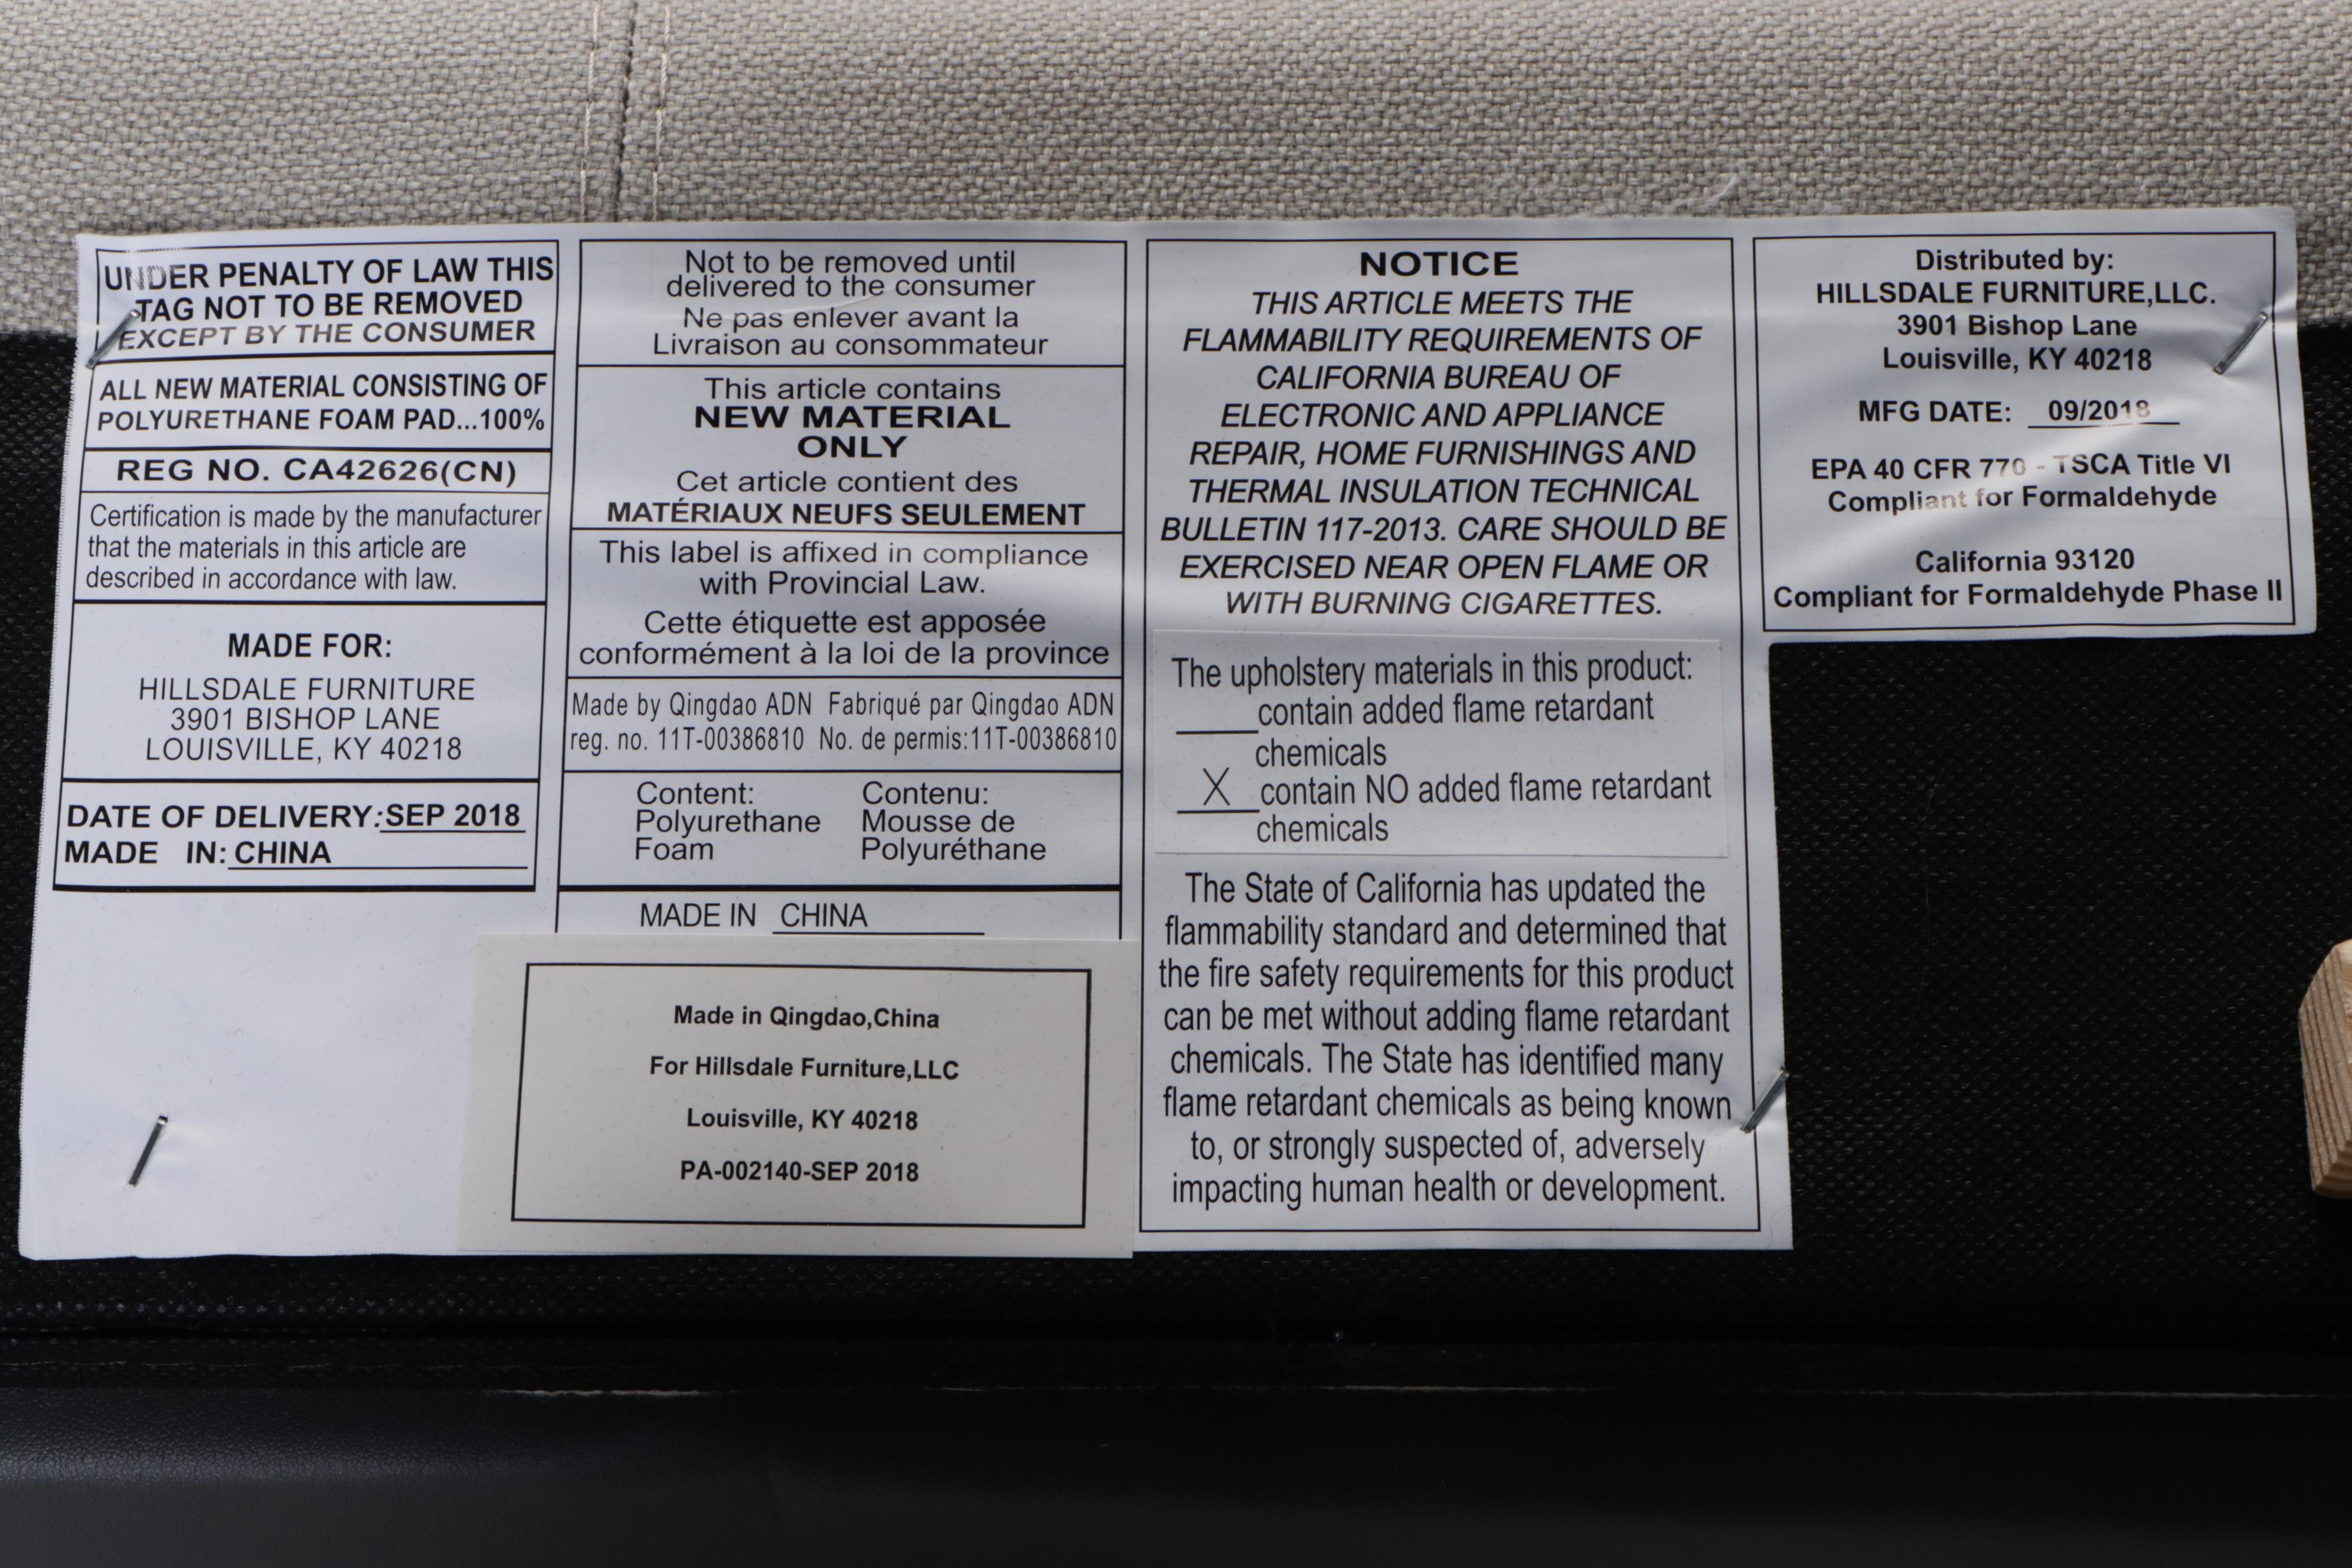 UNDER PENALTY OF LAW THIS
TAG NOT TO BE REMOVED
EXCEPT BY THE CONSUMER
ALL NEW MATERIAL CONSISTING OF
POLYURETHANE FOAM PAD...100%
REG NO. CA42626(CN)
Certification is made by the manufacturer
that the materials in this article are
described in accordance with law.
MADE FOR:
HILLSDALE FURNITURE
3901 BISHOP LANE
LOUISVILLE, KY 40218
DATE OF DELIVERY: SEP 2018
MADE IN: CHINA
Not to be removed until
delivered to the consumer
Ne pas enlever avant la
Livraison au consommateur
This article contains
NEW MATERIAL
ONLY
Cet article contient des
MATÉRIAUX NEUFS SEULEMENT
This label is affixed in compliance
with Provincial Law.
Cette étiquette est apposée
conformément à la loi de la province
Made by Qingdao ADN Fabriqué par Qingdao ADN
reg. no. 11T-00386810 No. de permis:11T-00386810
Content: Contenu:
Polyurethane Mousse de
Foam Polyuréthane
MADE IN CHINA
Made in Qingdao,China
For Hillsdale Furniture,LLC
Louisville, KY 40218
PA-002140-SEP 2018
NOTICE
THIS ARTICLE MEETS THE
FLAMMABILITY REQUIREMENTS OF
CALIFORNIA BUREAU OF
ELECTRONIC AND APPLIANCE
REPAIR, HOME FURNISHINGS AND
THERMAL INSULATION TECHNICAL
BULLETIN 117-2013. CARE SHOULD BE
EXERCISED NEAR OPEN FLAME OR
WITH BURNING CIGARETTES.
The upholstery materials in this product:
____contain added flame retardant
chemicals
X contain NO added flame retardant
chemicals
The State of California has updated the
flammability standard and determined that
the fire safety requirements for this product
can be met without adding flame retardant
chemicals. The State has identified many
flame retardant chemicals as being known
to, or strongly suspected of, adversely
impacting human health or development.
Distributed by:
HILLSDALE FURNITURE,LLC.
3901 Bishop Lane
Louisville, KY 40218
MFG DATE: 09/2018
EPA 40 CFR 770 - TSCA Title VI
Compliant for Formaldehyde
California 93120
Compliant for Formaldehyde Phase II